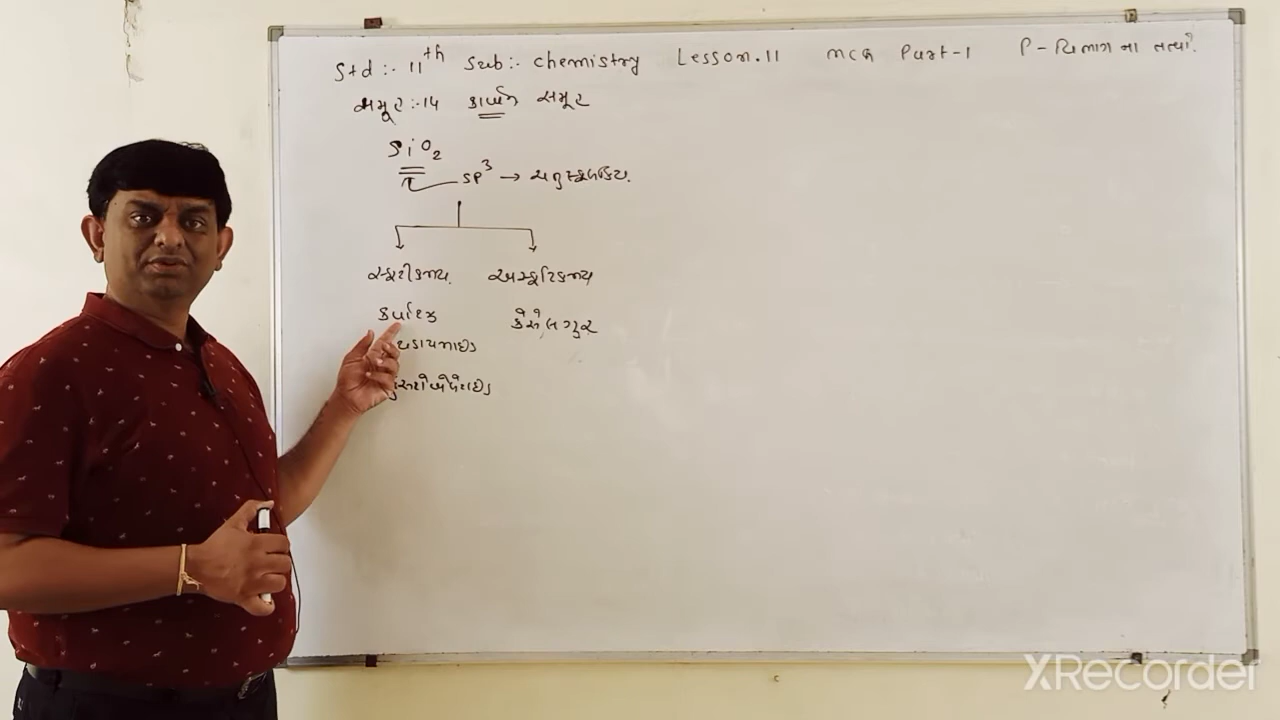 Std :- 11th Sub :- chemistry Lesson.11 MCQ Part-1 P-વિભાગ ના તત્વો.
સમૂહ :-14 કાર્બન સમૂહ
SiO2
SP3 → ચતુષ્ફલકીય.
સ્ફટીકમય. અસ્ફટિકમય
ક્વાર્ટઝ કેસેલગુર
XRecorder